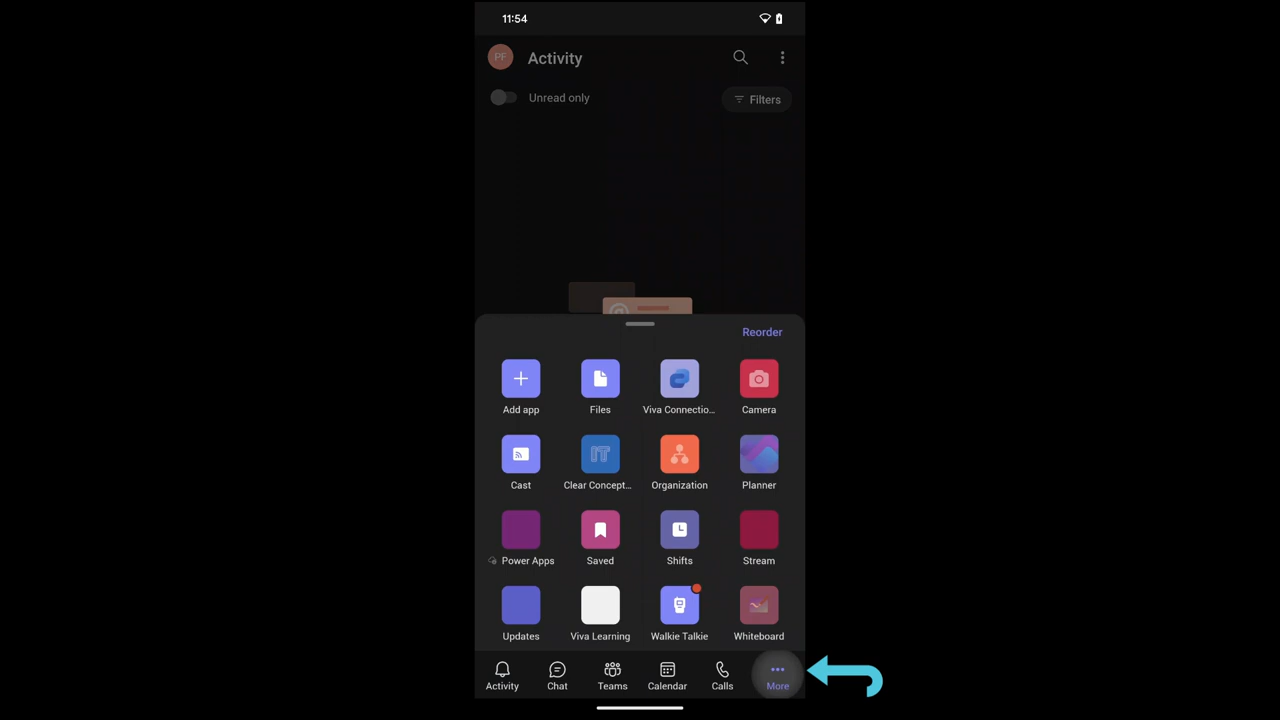 11:54
PF Activity
Unread only Filters
Reorder
Add app Files Viva Connectio... Camera
Cast Clear Concept... Organization Planner
Power Apps Saved Shifts Stream
Updates Viva Learning Walkie Talkie Whiteboard
Activity Chat Teams Calendar Calls More